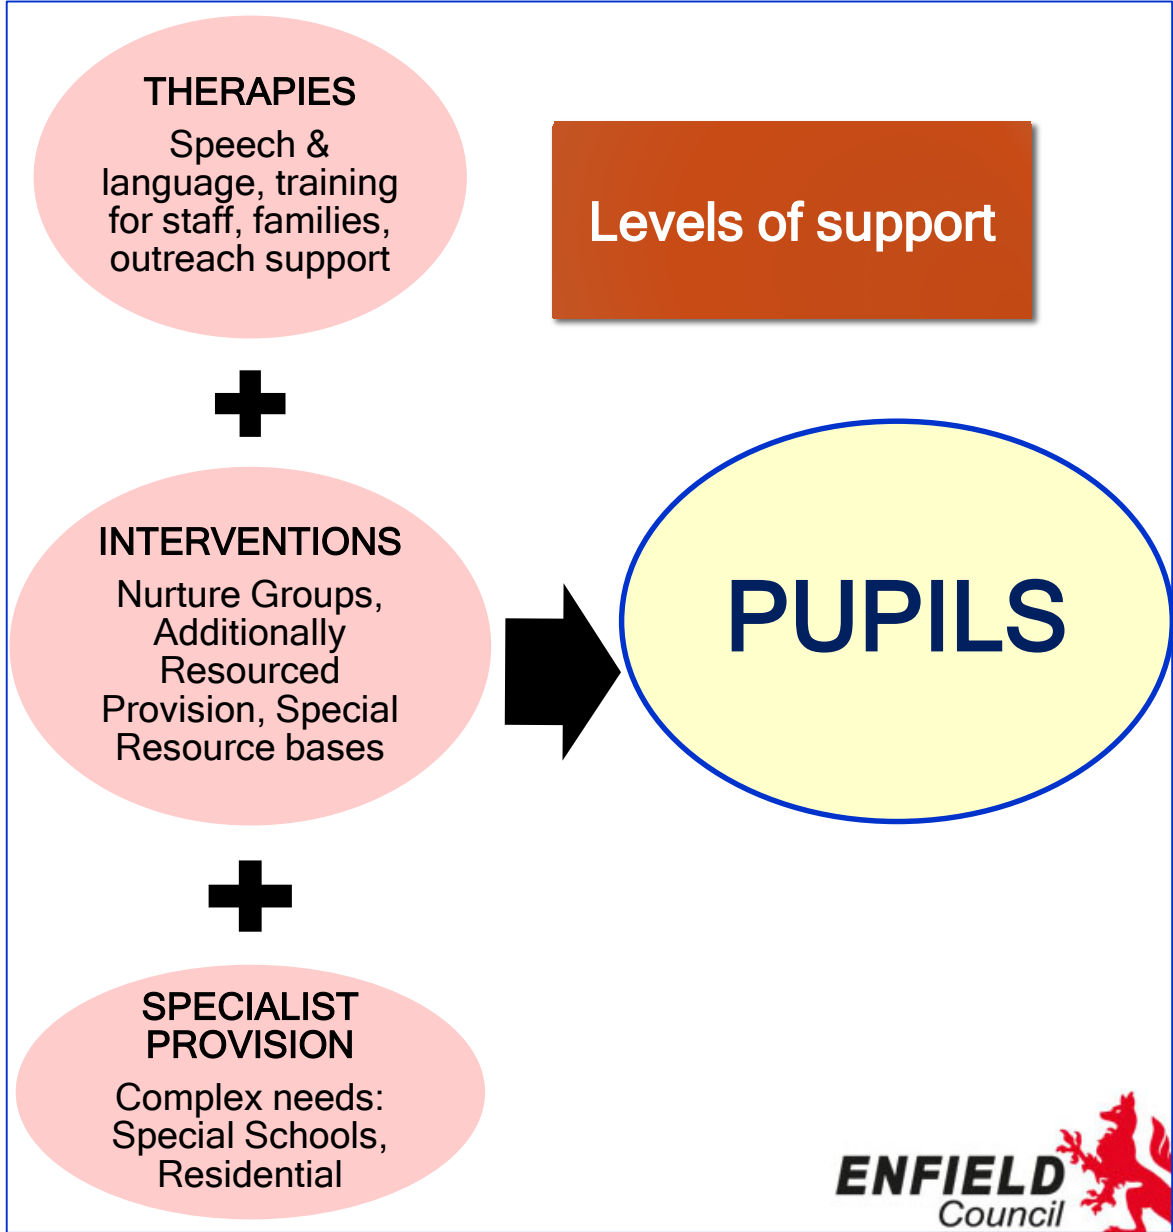 THERAPIES
Speech &
language, training
for staff, families,
outreach support
Levels of support
INTERVENTIONS
Nurture Groups,
Additionally
Resourced
Provision, Special
Resource bases
PUPILS
SPECIALIST
PROVISION
Complex needs:
Special Schools,
Residential
ENFIELD
Council